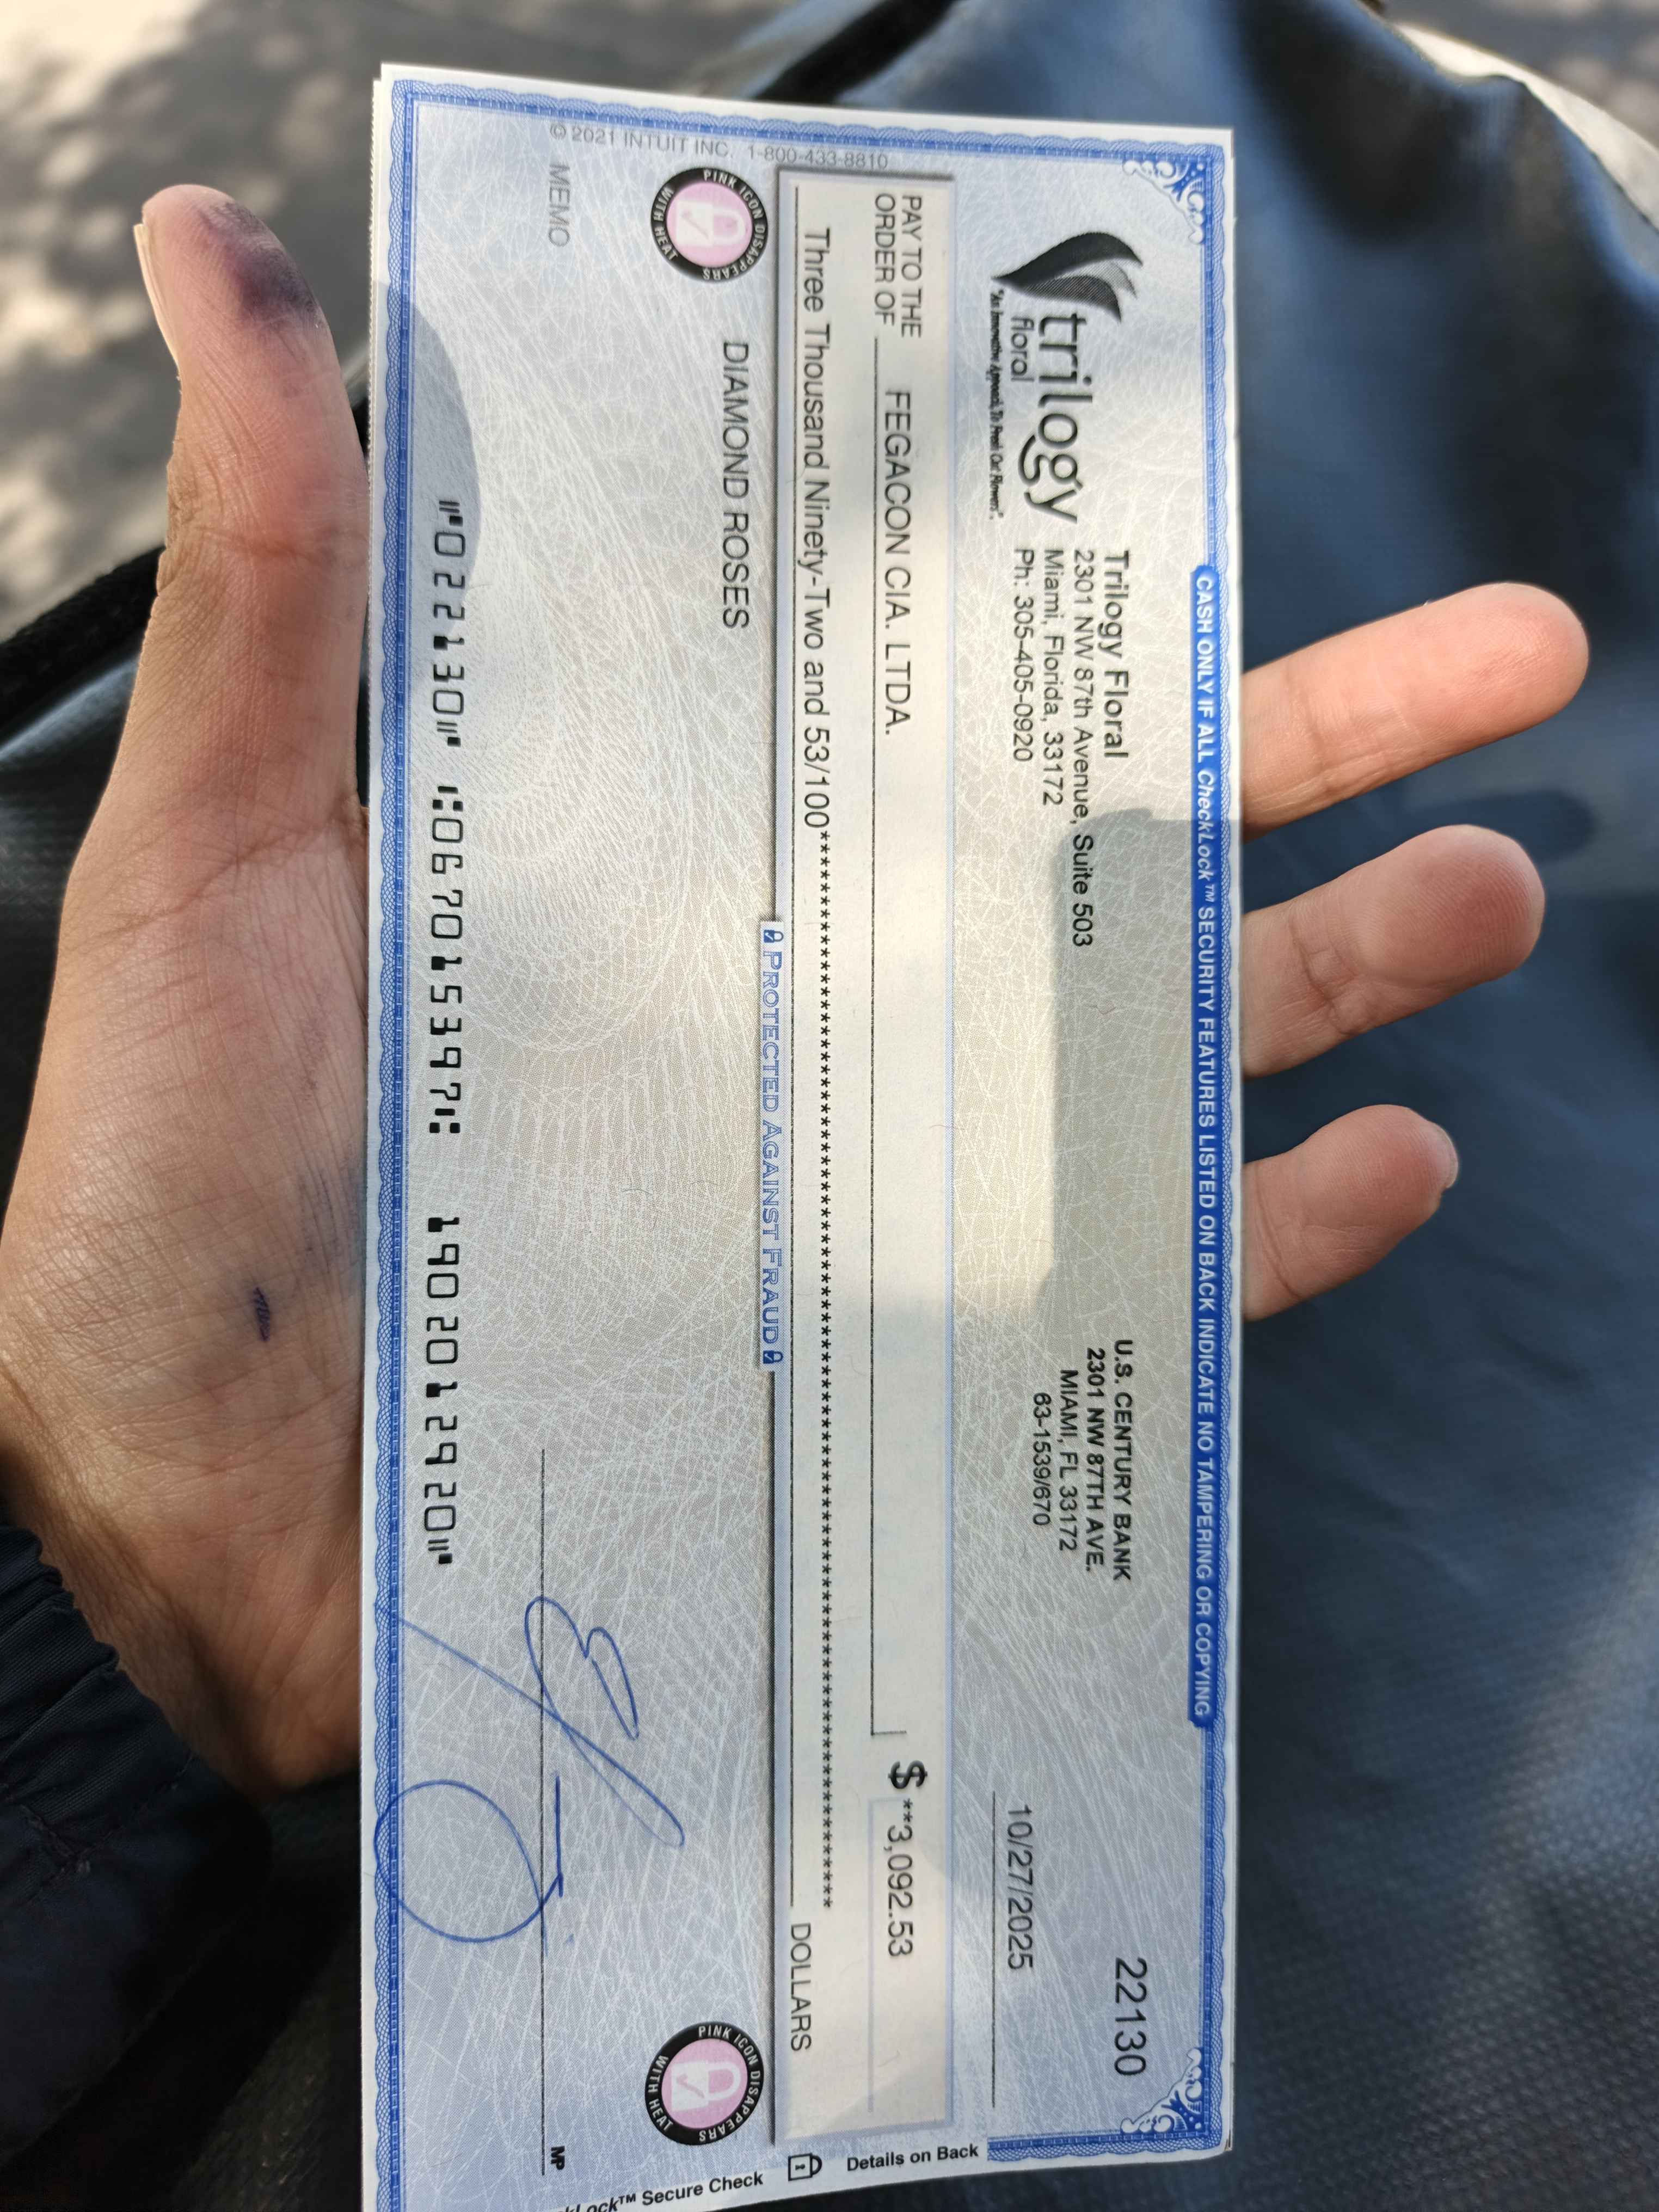 CASH ONLY IF ALL CheckLock™ SECURITY FEATURES LISTED ON BACK INDICATE NO TAMPERING OR COPYING
22130
trilogy
floral
Trilogy Floral
2301 NW 87th Avenue, Suite 503
Miami, Florida, 33172
Ph: 305-405-0920
U.S. CENTURY BANK
2301 NW 87TH AVE.
MIAMI, FL 33172
63-1539/670
10/27/2025
PAY TO THE
ORDER OF
FEGACON CIA. LTDA.
$ **3,092.53
Three Thousand Ninety-Two and 53/100******************************
DOLLARS
PROTECTED AGAINST FRAUD
DIAMOND ROSES
PINK ICON DISAPPEARS WITH HEAT
PINK ICON DISAPPEARS WITH HEAT
MEMO
MP
© 2021 INTUIT INC. 1-800-433-8810
Details on Back
Lock™ Secure Check
⑈022130⑈ ⑆067015397⑆ 1902012920⑈